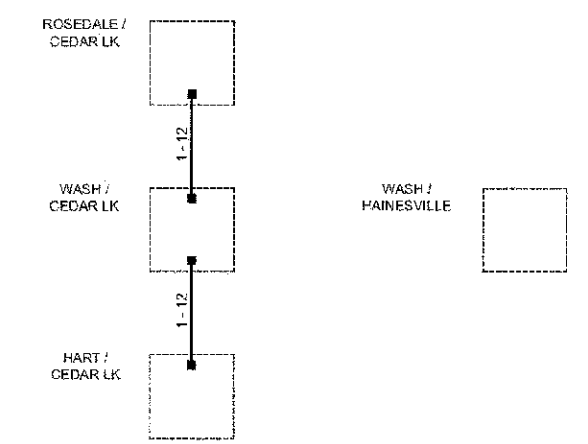 ROSEDALE /
CEDAR LK
1 - 12
WASH /
CEDAR LK
WASH /
HAINESVILLE
1 - 12
HART /
CEDAR LK